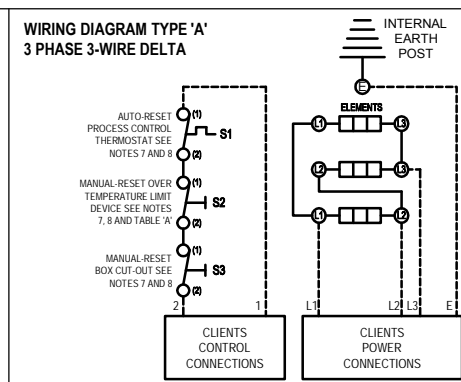 WIRING DIAGRAM TYPE 'A'
3 PHASE 3-WIRE DELTA
INTERNAL
EARTH
POST
E
ELEMENTS
AUTO-RESET
PROCESS CONTROL
THERMOSTAT SEE
NOTES 7 AND 8
(1)
S1
(2)
L1
L3
MANUAL-RESET OVER
TEMPERATURE LIMIT
DEVICE SEE NOTES
7, 8 AND TABLE 'A'
(1)
S2
(2)
L2
L3
L1
L2
MANUAL-RESET
BOX CUT-OUT SEE
NOTES 7 AND 8
(1)
S3
(2)
2
1
L1
L2
L3
E
CLIENTS
CONTROL
CONNECTIONS
CLIENTS
POWER
CONNECTIONS